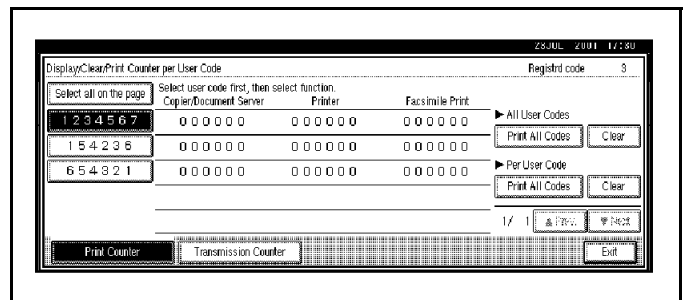 28JUL 2001 17:30
Display/Clear/Print Counter per User Code Registrd code 3
Select all on the page Select user code first, then select function.
Copier/Document Server Printer Facsimile Print
1234567 000000 000000 000000 ► All User Codes
Print All Codes Clear
154236 000000 000000 000000
► Per User Code
654321 000000 000000 000000
Print All Codes Clear
1/ 1 ▲ Prev. ▼ Next
Print Counter Transmission Counter Exit